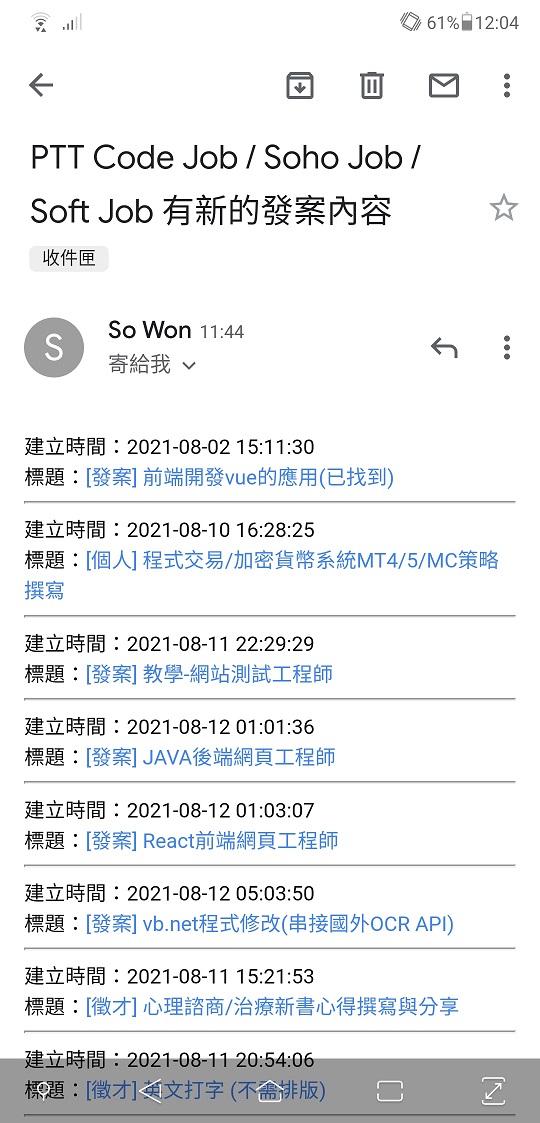 61% 12:04
PTT Code Job / Soho Job /
Soft Job 有新的發案內容
收件匣
S
So Won 11:44
寄給我
建立時間：2021-08-02 15:11:30
標題：[發案] 前端開發vue的應用(已找到)
建立時間：2021-08-10 16:28:25
標題：[個人] 程式交易/加密貨幣系統MT4/5/MC策略
撰寫
建立時間：2021-08-11 22:29:29
標題：[發案] 教學-網站測試工程師
建立時間：2021-08-12 01:01:36
標題：[發案] JAVA後端網頁工程師
建立時間：2021-08-12 01:03:07
標題：[發案] React前端網頁工程師
建立時間：2021-08-12 05:03:50
標題：[發案] vb.net程式修改(串接國外OCR API)
建立時間：2021-08-11 15:21:53
標題：[徵才] 心理諮商/治療新書心得撰寫與分享
建立時間：2021-08-11 20:54:06
標題：[徵才] 英文打字 (不需排版)